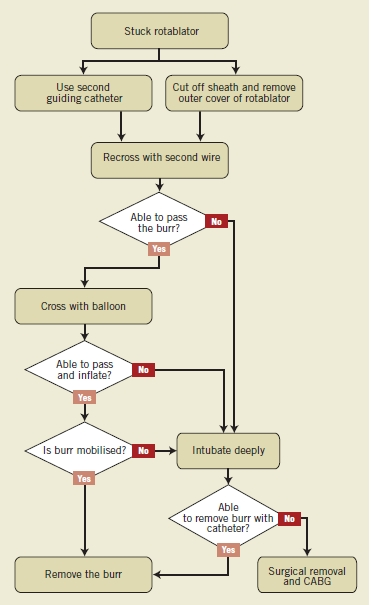 Stuck rotablator
Use second
guiding catheter
Cut off sheath and remove
outer cover of rotablator
Recross with second wire
Able to pass
the burr?
No
Yes
Cross with balloon
Able to pass
and inflate?
No
Yes
Is burr mobilised?
No
Yes
Intubate deeply
Able
to remove burr with
catheter?
No
Yes
Remove the burr
Surgical removal
and CABG